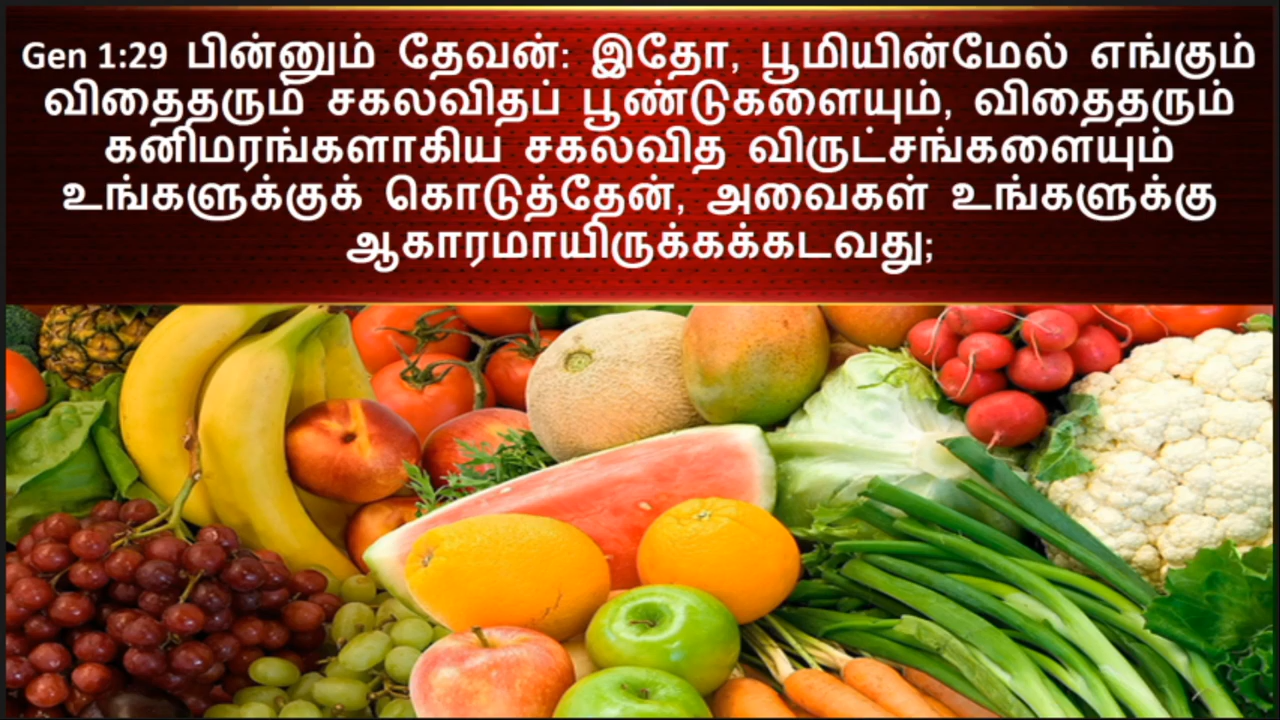 Gen 1:29 பின்னும் தேவன்: இதோ, பூமியின்மேல் எங்கும்
விதைதரும் சகலவிதப் பூண்டுகளையும், விதைதரும்
கனிமரங்களாகிய சகலவித விருட்சங்களையும்
உங்களுக்குக் கொடுத்தேன், அவைகள் உங்களுக்கு
ஆகாரமாயிருக்கக்கடவது;